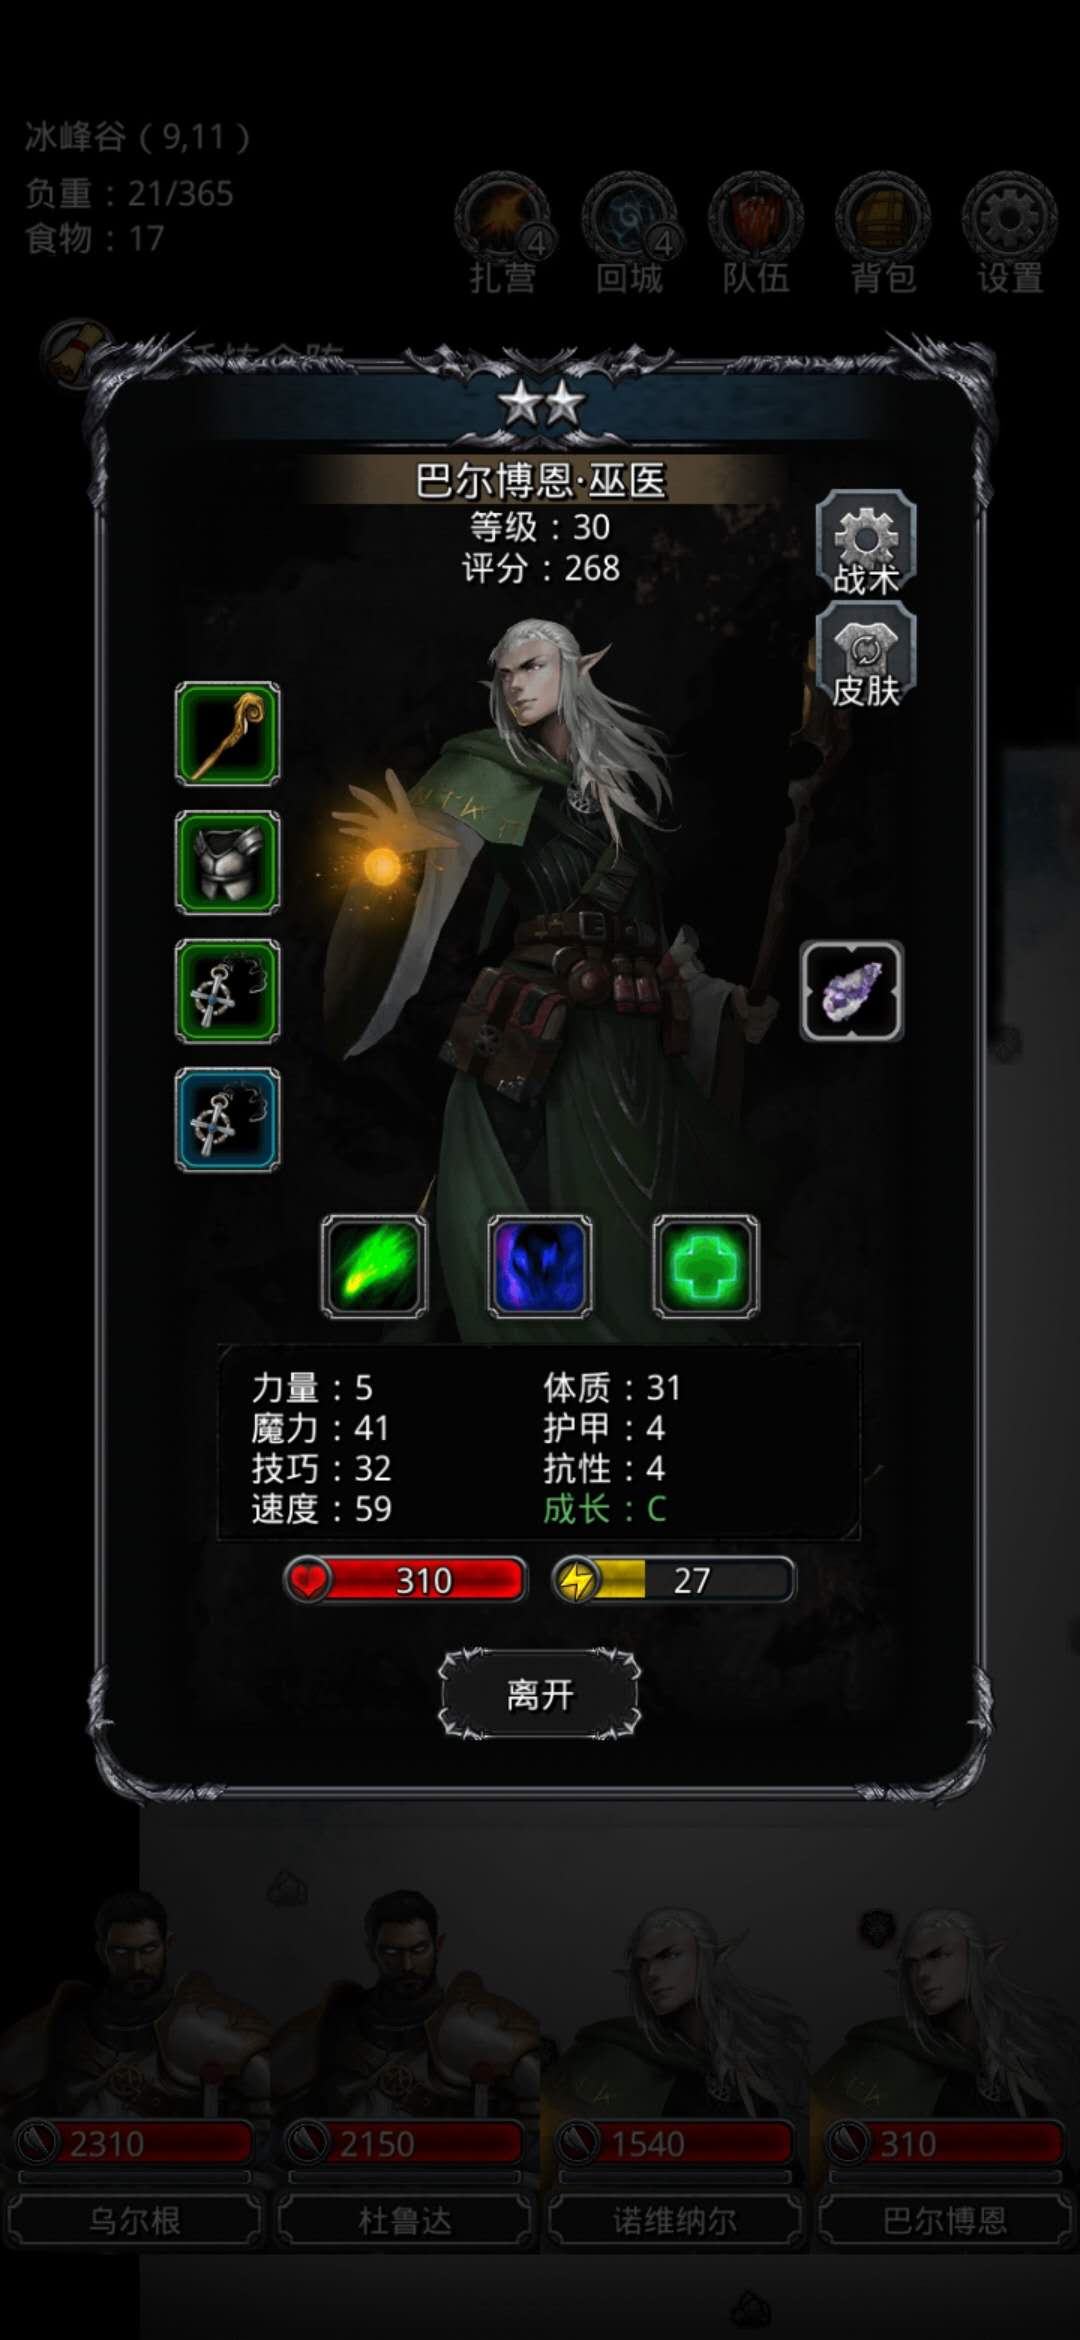 冰峰谷（9,11）
负重：21/365
食物：17
4
4
扎营
回城
队伍
背包
设置
巴尔博恩·巫医
等级：30
评分：268
战术
皮肤
力量：5
体质：31
魔力：41
护甲：4
技巧：32
抗性：4
速度：59
成长：C
310
27
离开
2310
2150
1540
310
乌尔根
杜鲁达
诺维纳尔
巴尔博恩